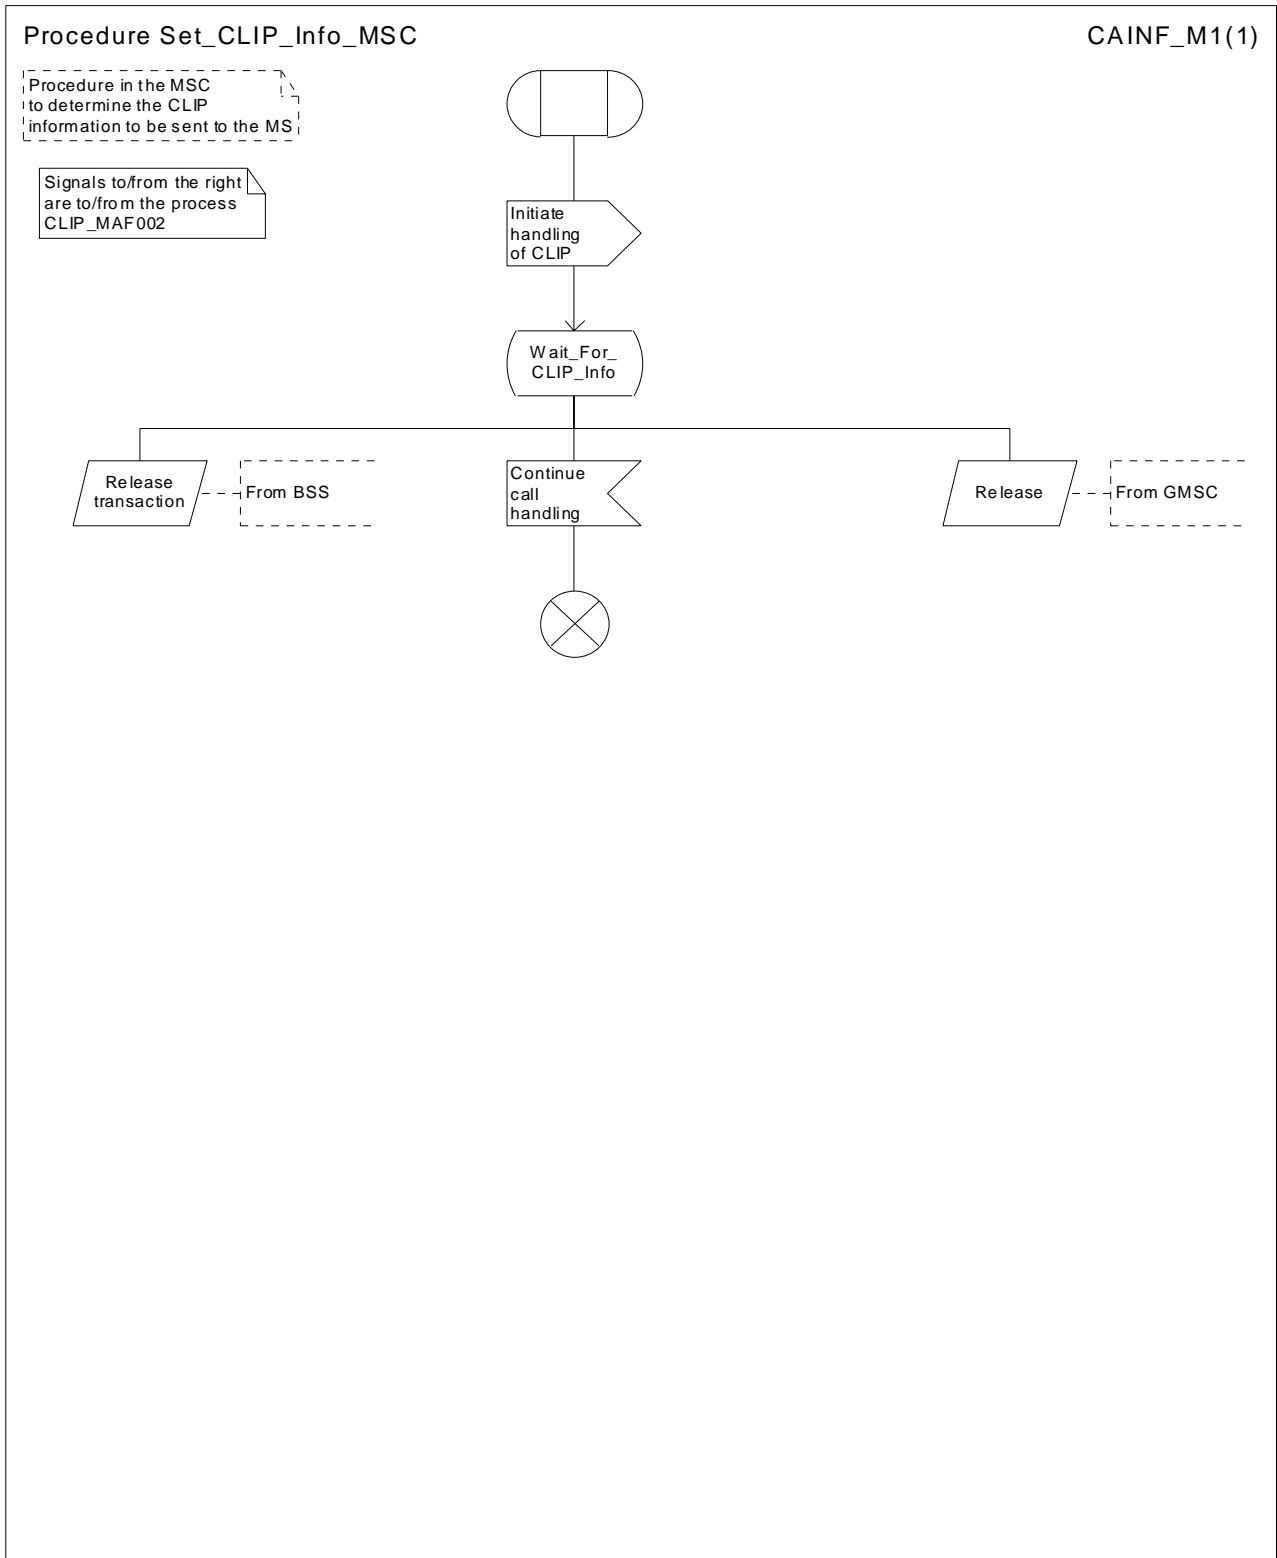 Procedure Set_CLIP_Info_MSC
CAINF_M1(1)
Procedure in the MSC
to determine the CLIP
information to be sent to the MS
Signals to/from the right
are to/from the process
CLIP_MAF002
Initiate
handling
of CLIP
Wait_For_
CLIP_Info
Release
transaction
From BSS
Continue
call
handling
Release
From GMSC